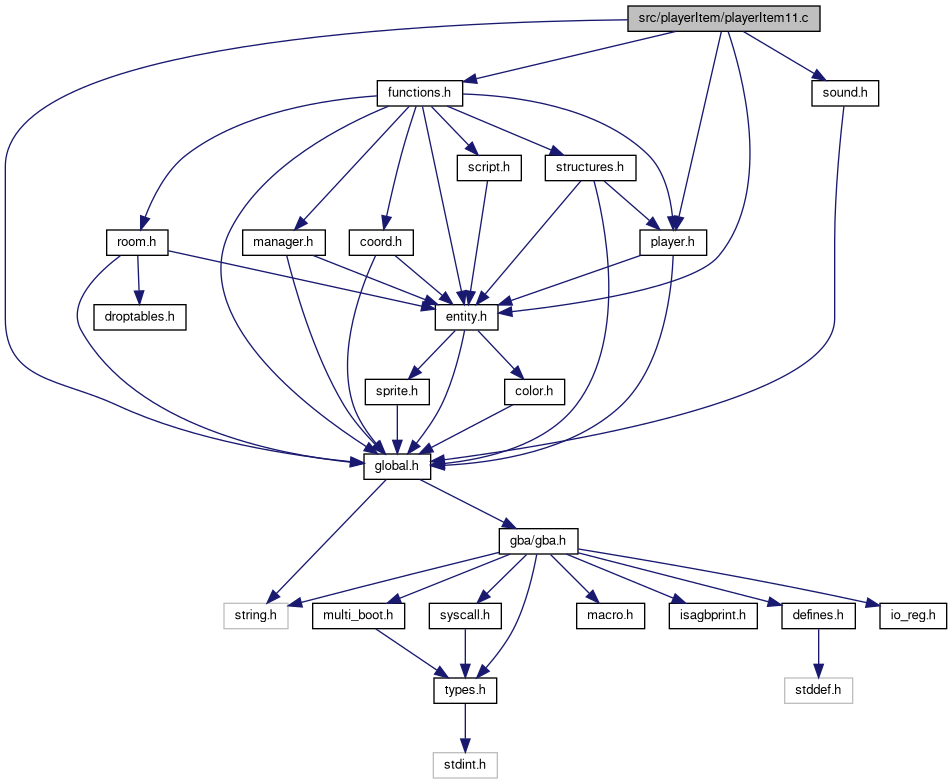 src/playerItem/playerItem11.c
functions.h
sound.h
script.h
structures.h
room.h
manager.h
coord.h
player.h
droptables.h
entity.h
sprite.h
color.h
global.h
gba/gba.h
string.h
multi_boot.h
syscall.h
macro.h
isagbprint.h
defines.h
io_reg.h
types.h
stddef.h
stdint.h